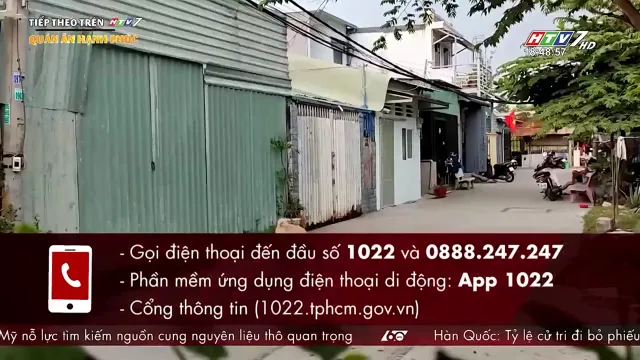 TIẾP THEO TRÊN HTV7
QUÁN ĂN HẠNH PHÚC
HTV7 HD
18:48:57
- Gọi điện thoại đến đầu số 1022 và 0888.247.247
- Phần mềm ứng dụng điện thoại di động: App 1022
- Cổng thông tin (1022.tphcm.gov.vn)
Mỹ nỗ lực tìm kiếm nguồn cung nguyên liệu thô quan trọng
Hàn Quốc: Tỷ lệ cử tri đi bỏ phiếu